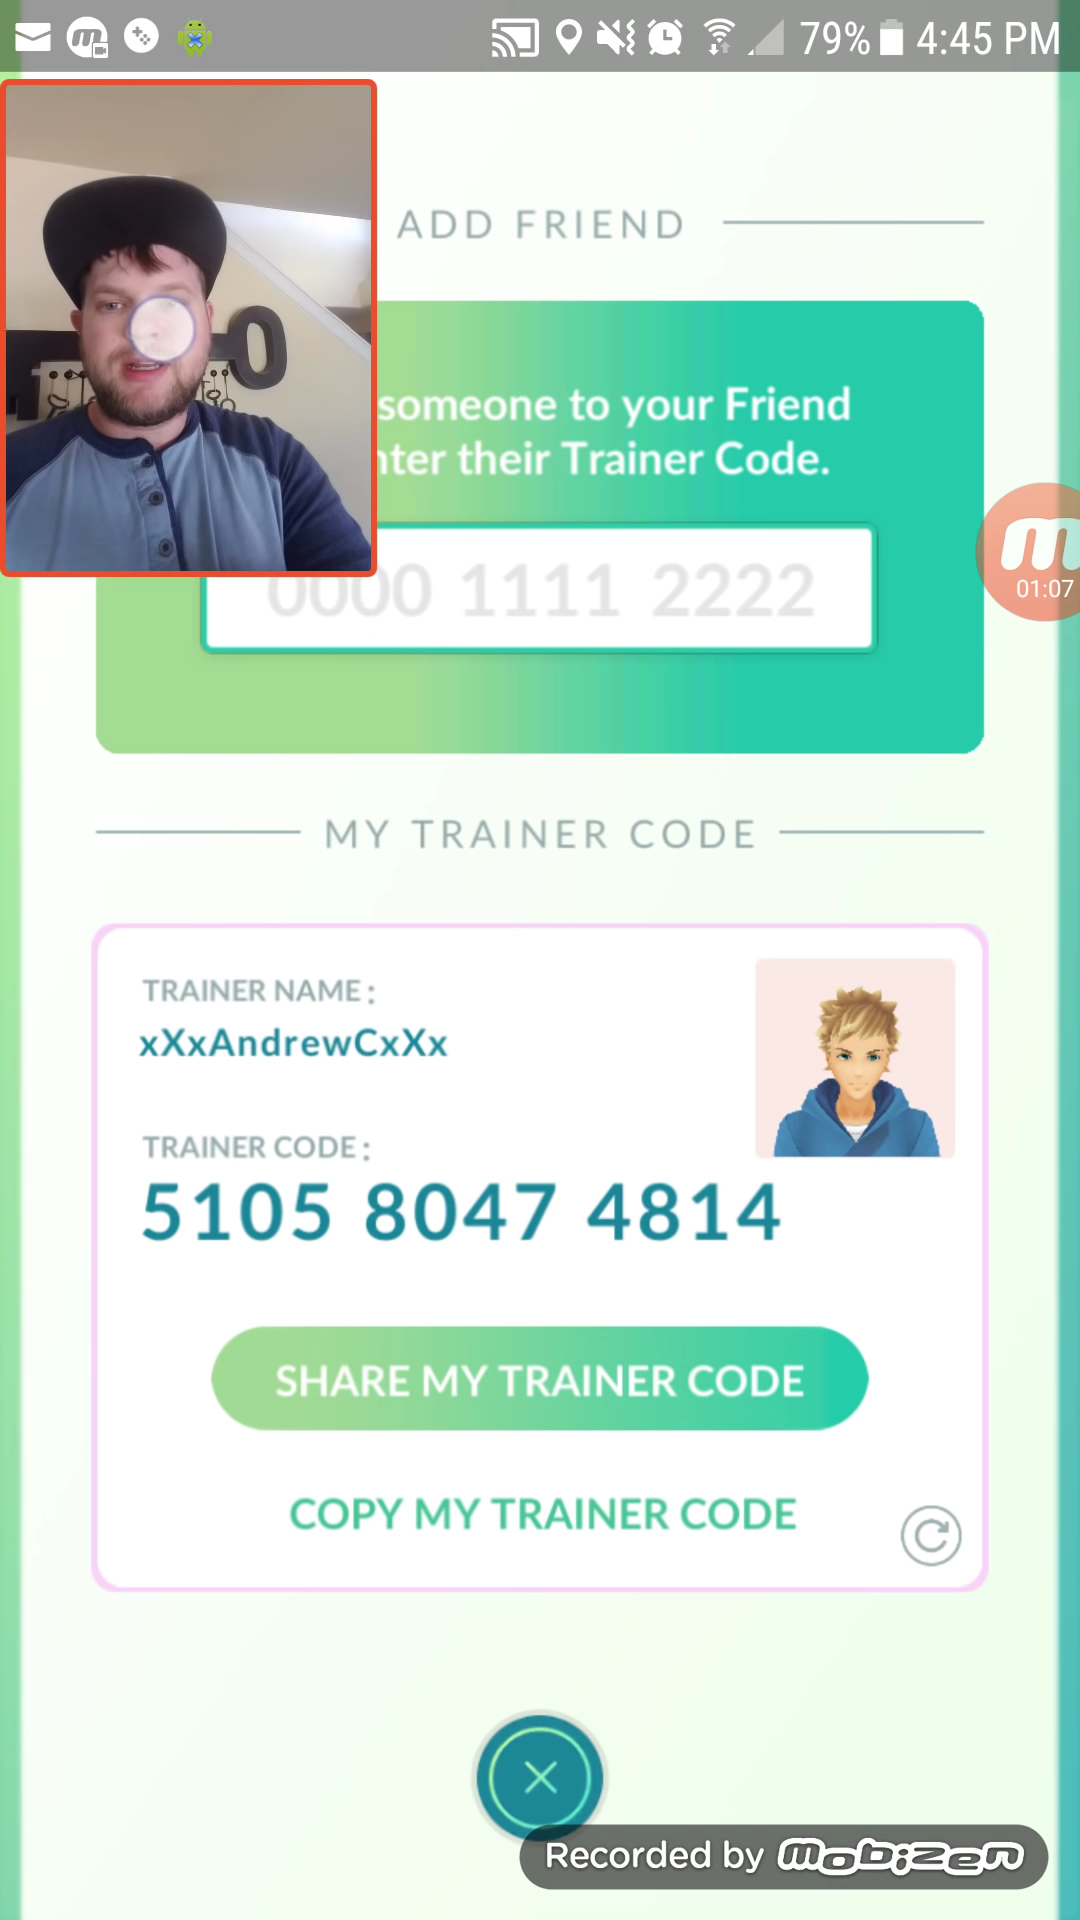 79% 4:45 PM
ADD FRIEND
someone to your Friend
their Trainer Code.
0000 1111 2222
01:07
MY TRAINER CODE
TRAINER NAME:
xXxAndrewCxXx
TRAINER CODE:
5105 8047 4814
SHARE MY TRAINER CODE
COPY MY TRAINER CODE
Recorded by mobizen